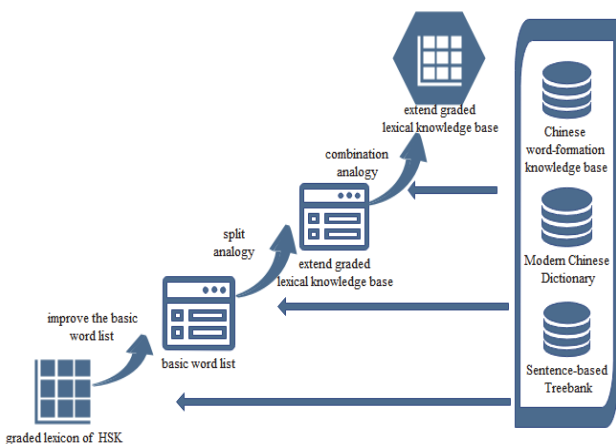 extend graded
lexical knowledge base
combination
analogy
split
analogy
extend graded
lexical knowledge base
improve the basic
word list
basic word list
graded lexicon of HSK
Chinese
word-formation
knowledge base
Modern Chinese
Dictionary
Sentence-based
Treebank